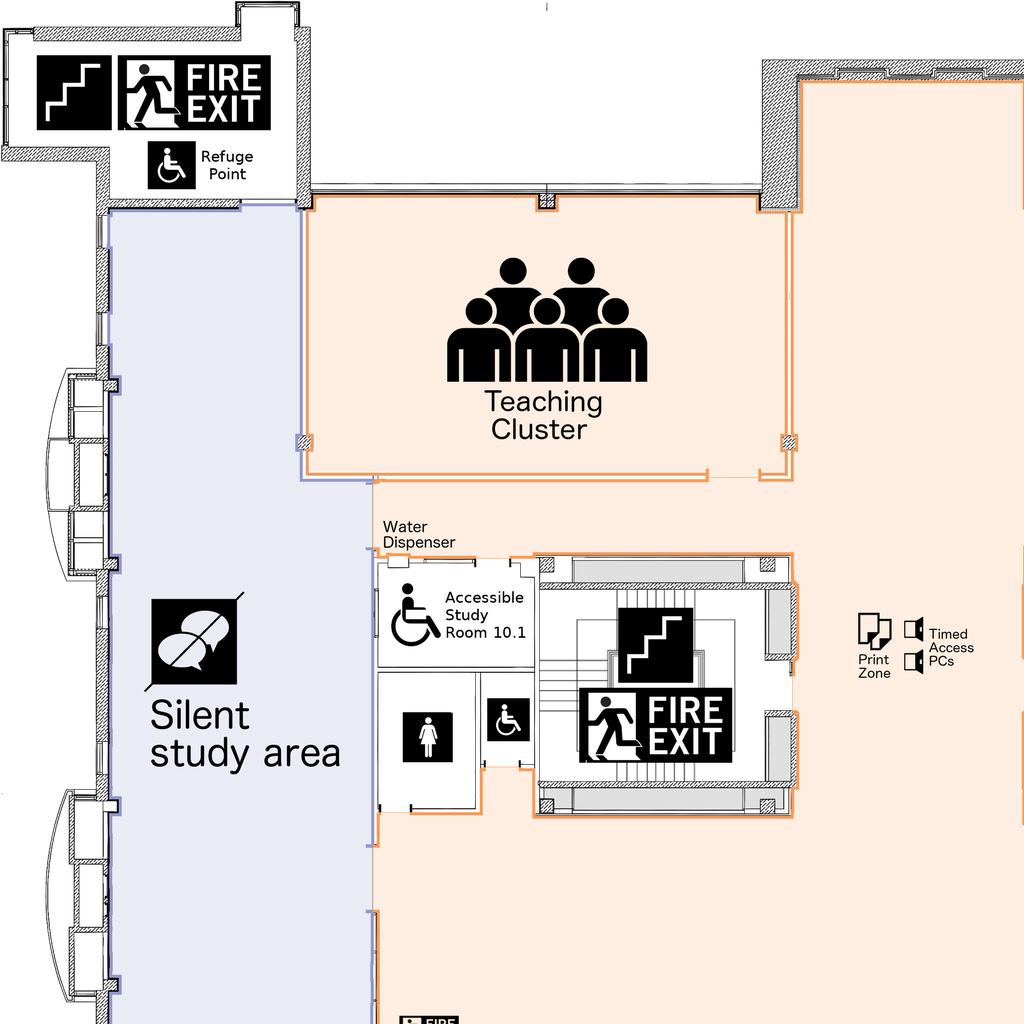 FIRE
EXIT
Refuge
Point
Teaching
Cluster
Water
Dispenser
Accessible
Study
Room 10.1
Silent
study area
FIRE
EXIT
Print
Zone
Timed
Access
PCs
FIRE